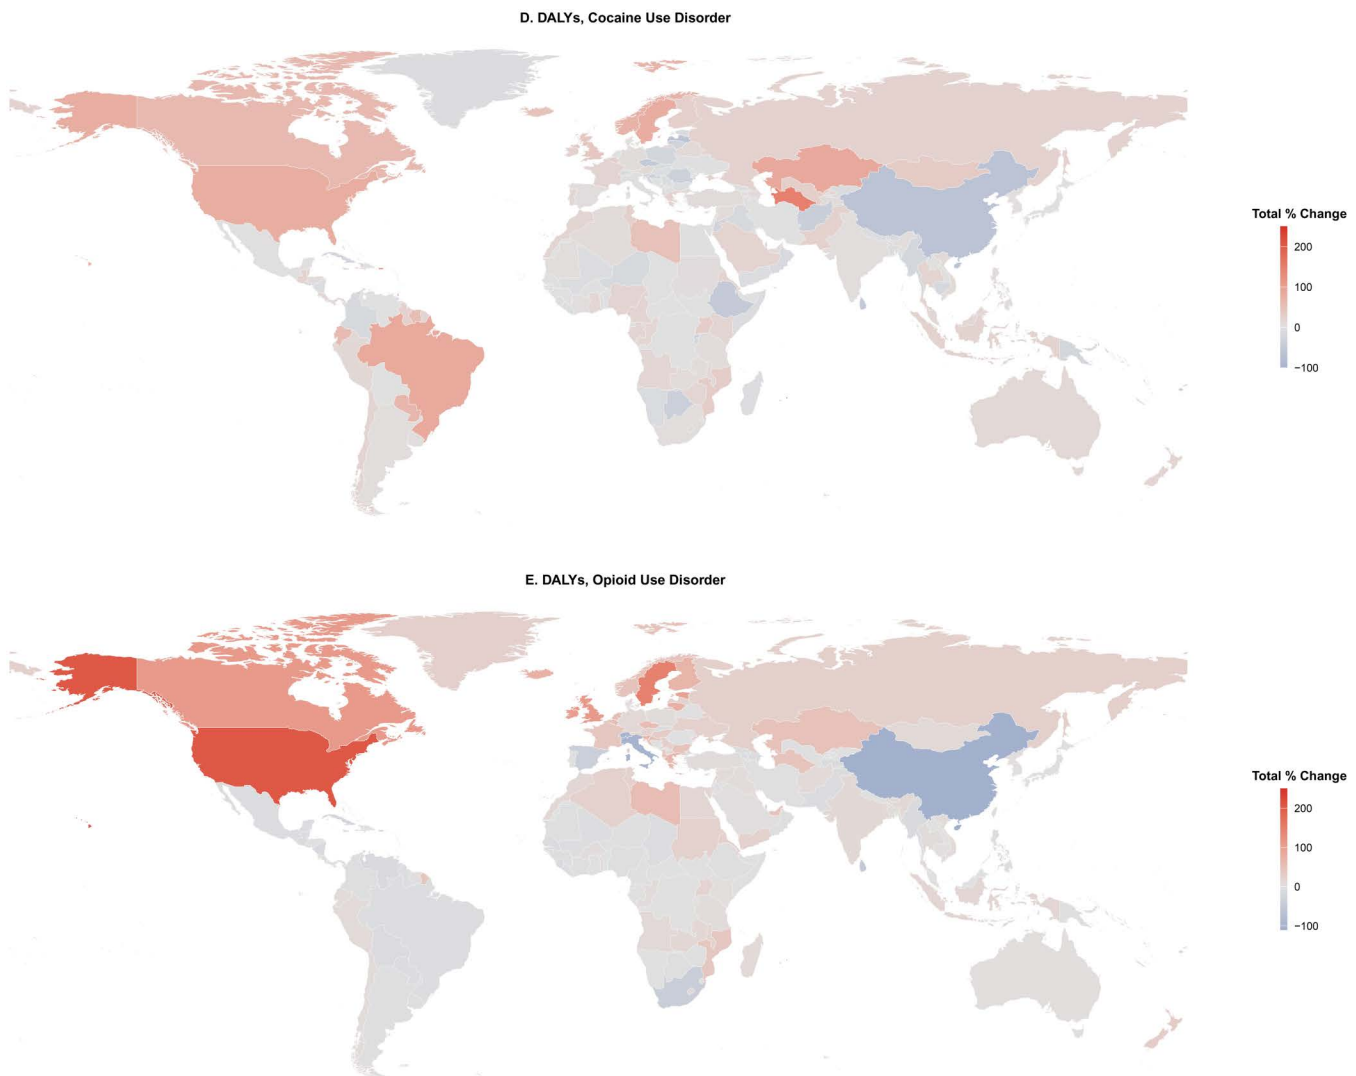 D. DALYs, Cocaine Use Disorder
Total % Change
200
100
0
−100
E. DALYs, Opioid Use Disorder
Total % Change
200
100
0
−100